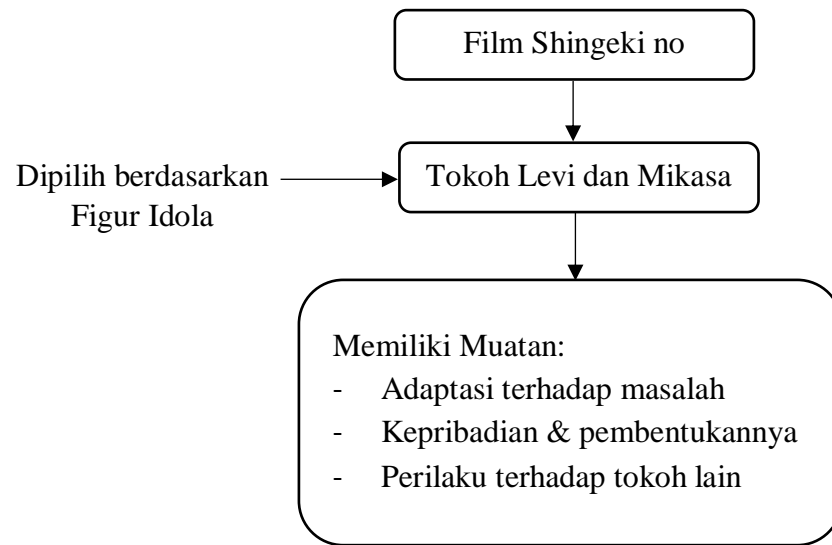 Film Shingeki no
Dipilih berdasarkan
Figur Idola
Tokoh Levi dan Mikasa
Memiliki Muatan:
- Adaptasi terhadap masalah
- Kepribadian & pembentukannya
- Perilaku terhadap tokoh lain